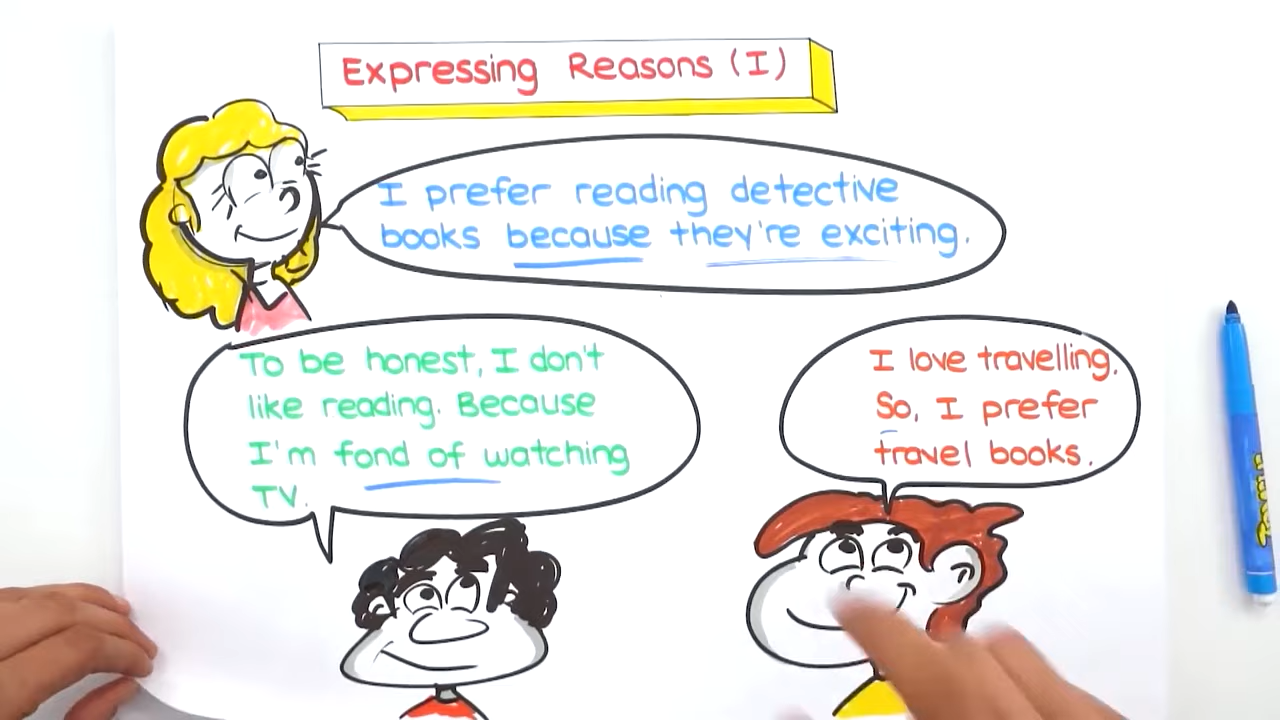 Expressing Reasons (I)
I prefer reading detective
books because they're exciting.
To be honest, I don't
like reading. Because
I'm fond of watching
TV.
I love travelling.
So, I prefer
travel books.